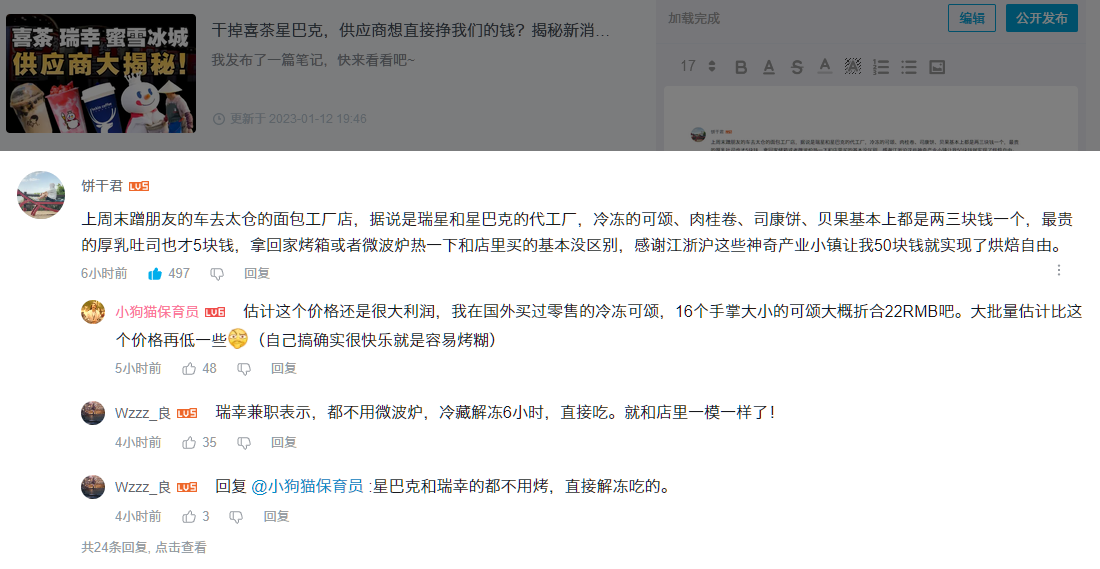 喜茶 瑞幸 蜜雪冰城
供应商大揭秘!
干掉喜茶星巴克，供应商想直接挣我们的钱？揭秘新消…
我发布了一篇笔记，快来看看吧~
更新于 2023-01-12 19:46
加载完成
编辑
公开发布
17
饼干君 LV5
上周末蹭朋友的车去太仓的面包工厂店，据说是瑞星和星巴克的代工厂，冷冻的可颂、肉桂卷、司康饼、贝果基本上都是两三块钱一个，最贵
的厚乳吐司也才5块钱，拿回家烤箱或者微波炉热一下和店里买的基本没区别，感谢江浙沪这些神奇产业小镇让我50块钱就实现了烘焙自由。
6小时前 497 回复
小狗猫保育员 LV6 估计这个价格还是很大利润，我在国外买过零售的冷冻可颂，16个手掌大小的可颂大概折合22RMB吧。大批量估计比这
个价格再低一些（自己搞确实很快乐就是容易烤糊）
5小时前 48 回复
Wzzz_良 LV5 瑞幸兼职表示，都不用微波炉，冷藏解冻6小时，直接吃。就和店里一模一样了！
4小时前 35 回复
Wzzz_良 LV5 回复 @小狗猫保育员 :星巴克和瑞幸的都不用烤，直接解冻吃的。
4小时前 3 回复
共24条回复, 点击查看